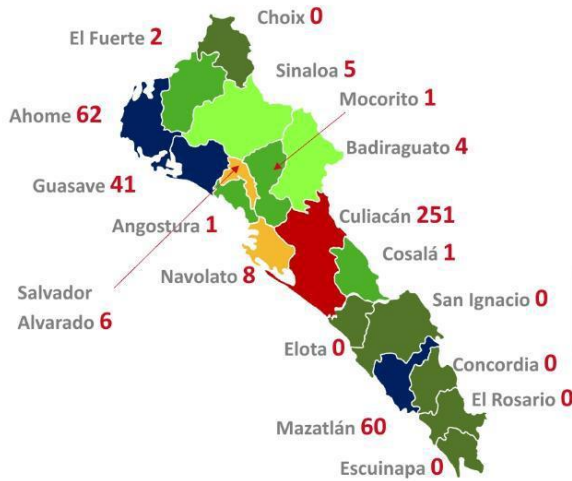 Choix 0
El Fuerte 2
Sinaloa 5
Mocorito 1
Ahome 62
Badiraguato 4
Guasave 41
Culiacán 251
Angostura 1
Cosalá 1
Navolato 8
Salvador
Alvarado 6
San Ignacio 0
Elota 0
Concordia 0
El Rosario 0
Mazatlán 60
Escuinapa 0